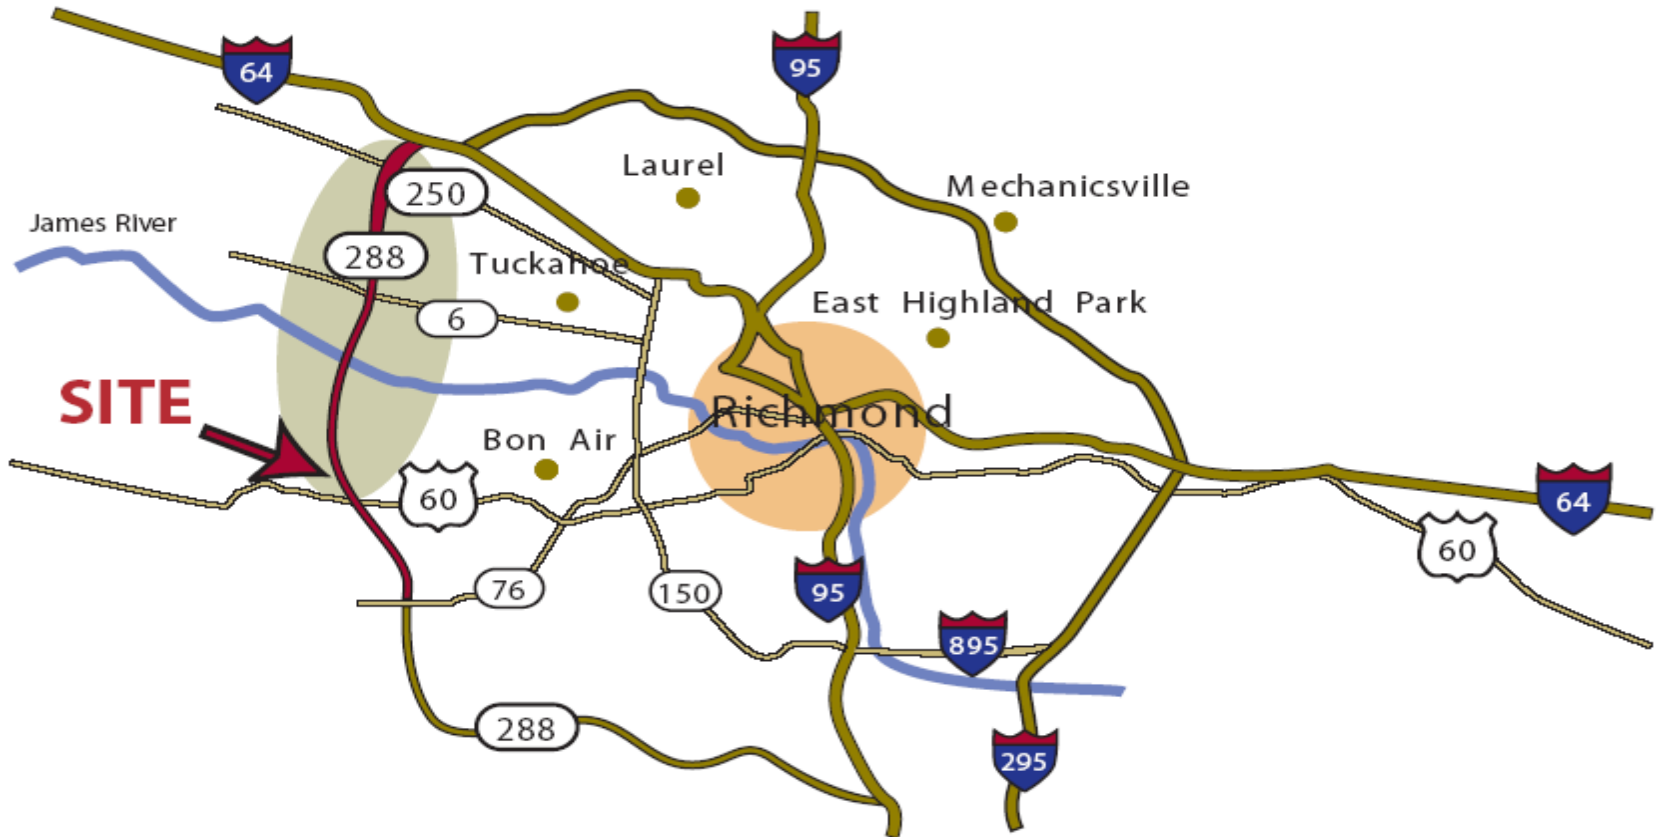 64
95
Laurel
Mechanicsville
250
James River
288
Tuckahoe
East Highland Park
6
SITE
Richmond
Bon Air
60
64
60
76
150
95
895
288
295